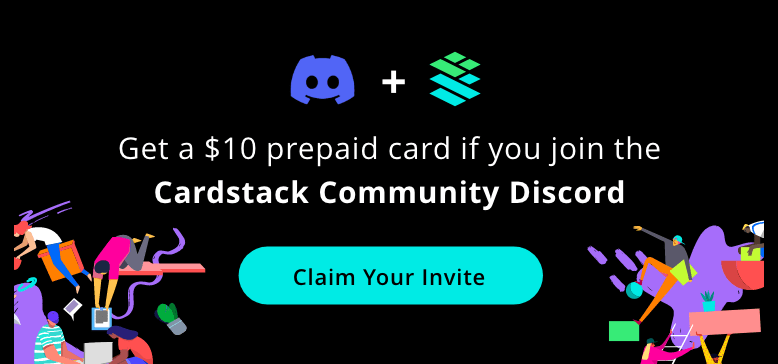 Get a $10 prepaid card if you join the
Cardstack Community Discord
Claim Your Invite